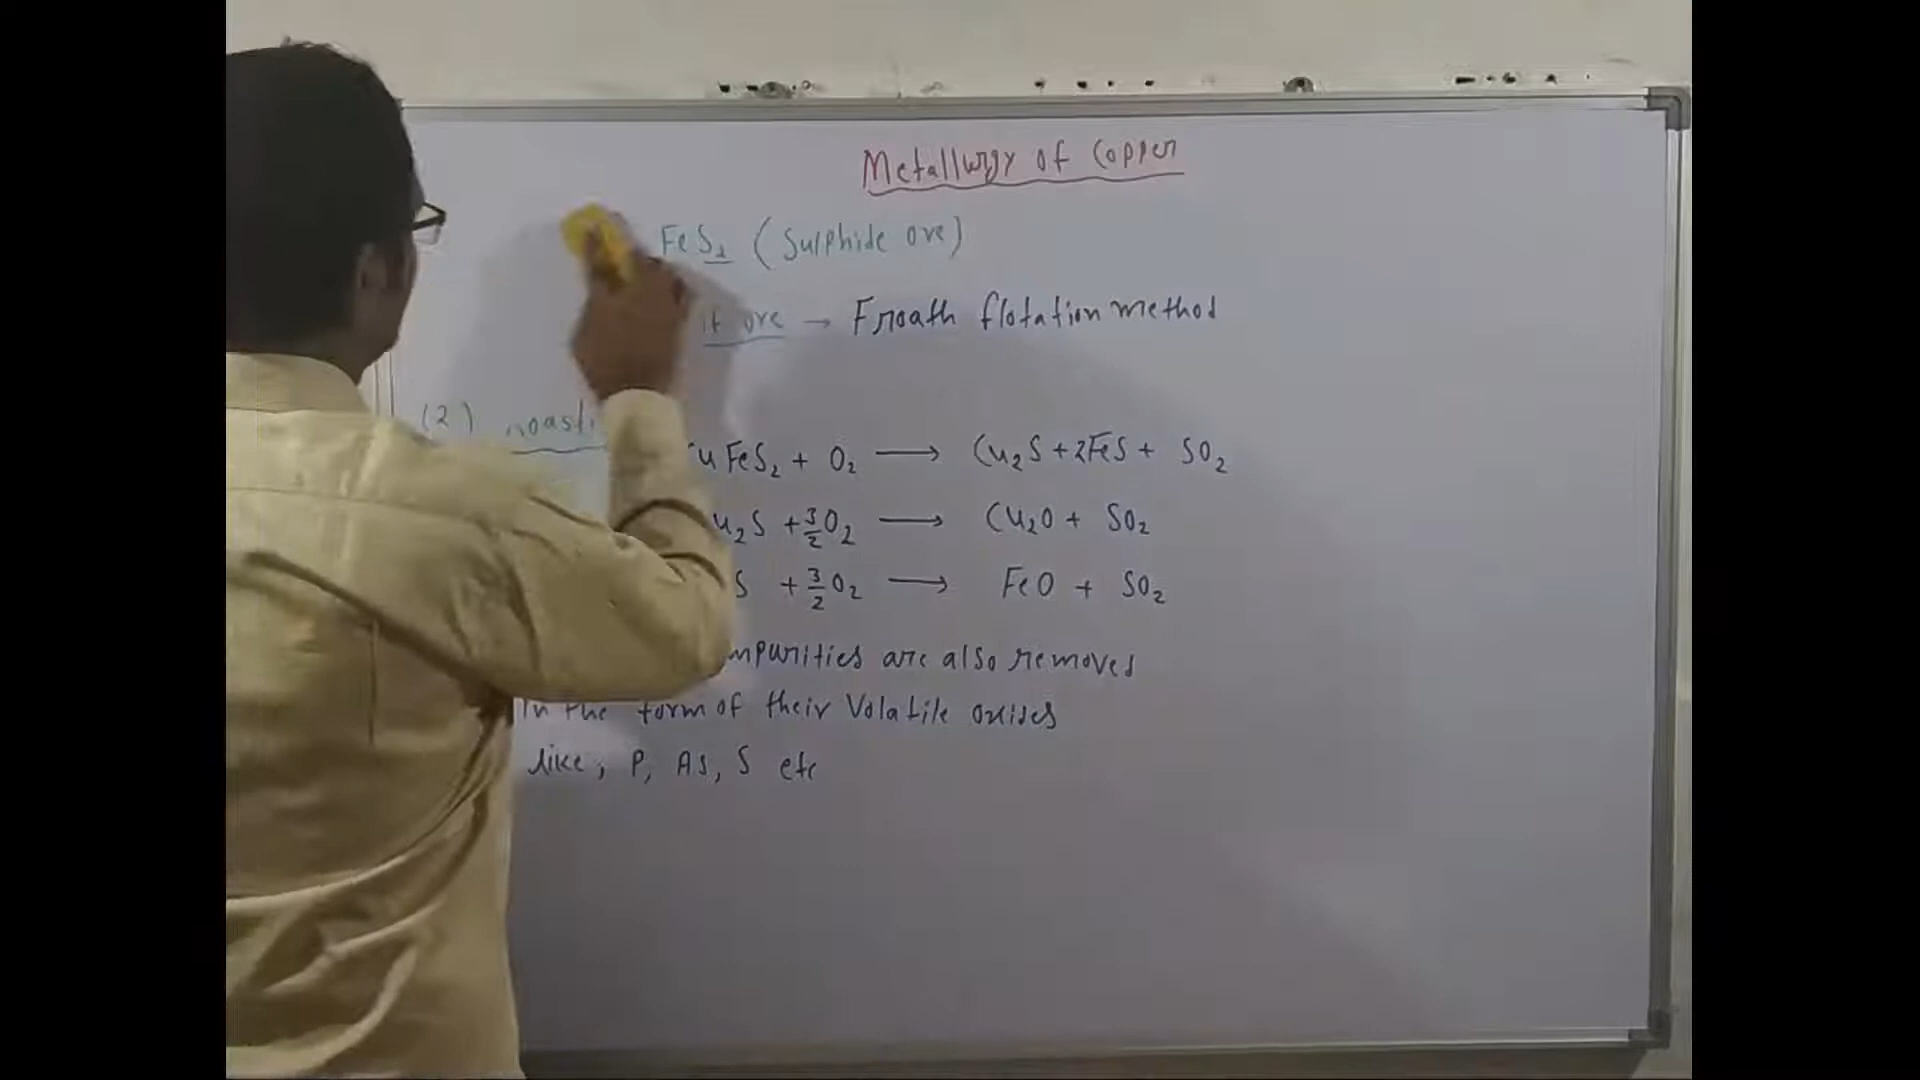 Metallurgy of Copper
FeS₂ (Sulphide ore)
ore → Froath flotation method
(2) roasti
uFeS₂ + O₂ ⟶ Cu₂S + 2FeS + SO₂
u₂S + 3/2 O₂ ⟶ Cu₂O + SO₂
S + 3/2 O₂ ⟶ FeO + SO₂
mpurities are also removed
In the form of their Volatile oxides
like, P, As, S etc